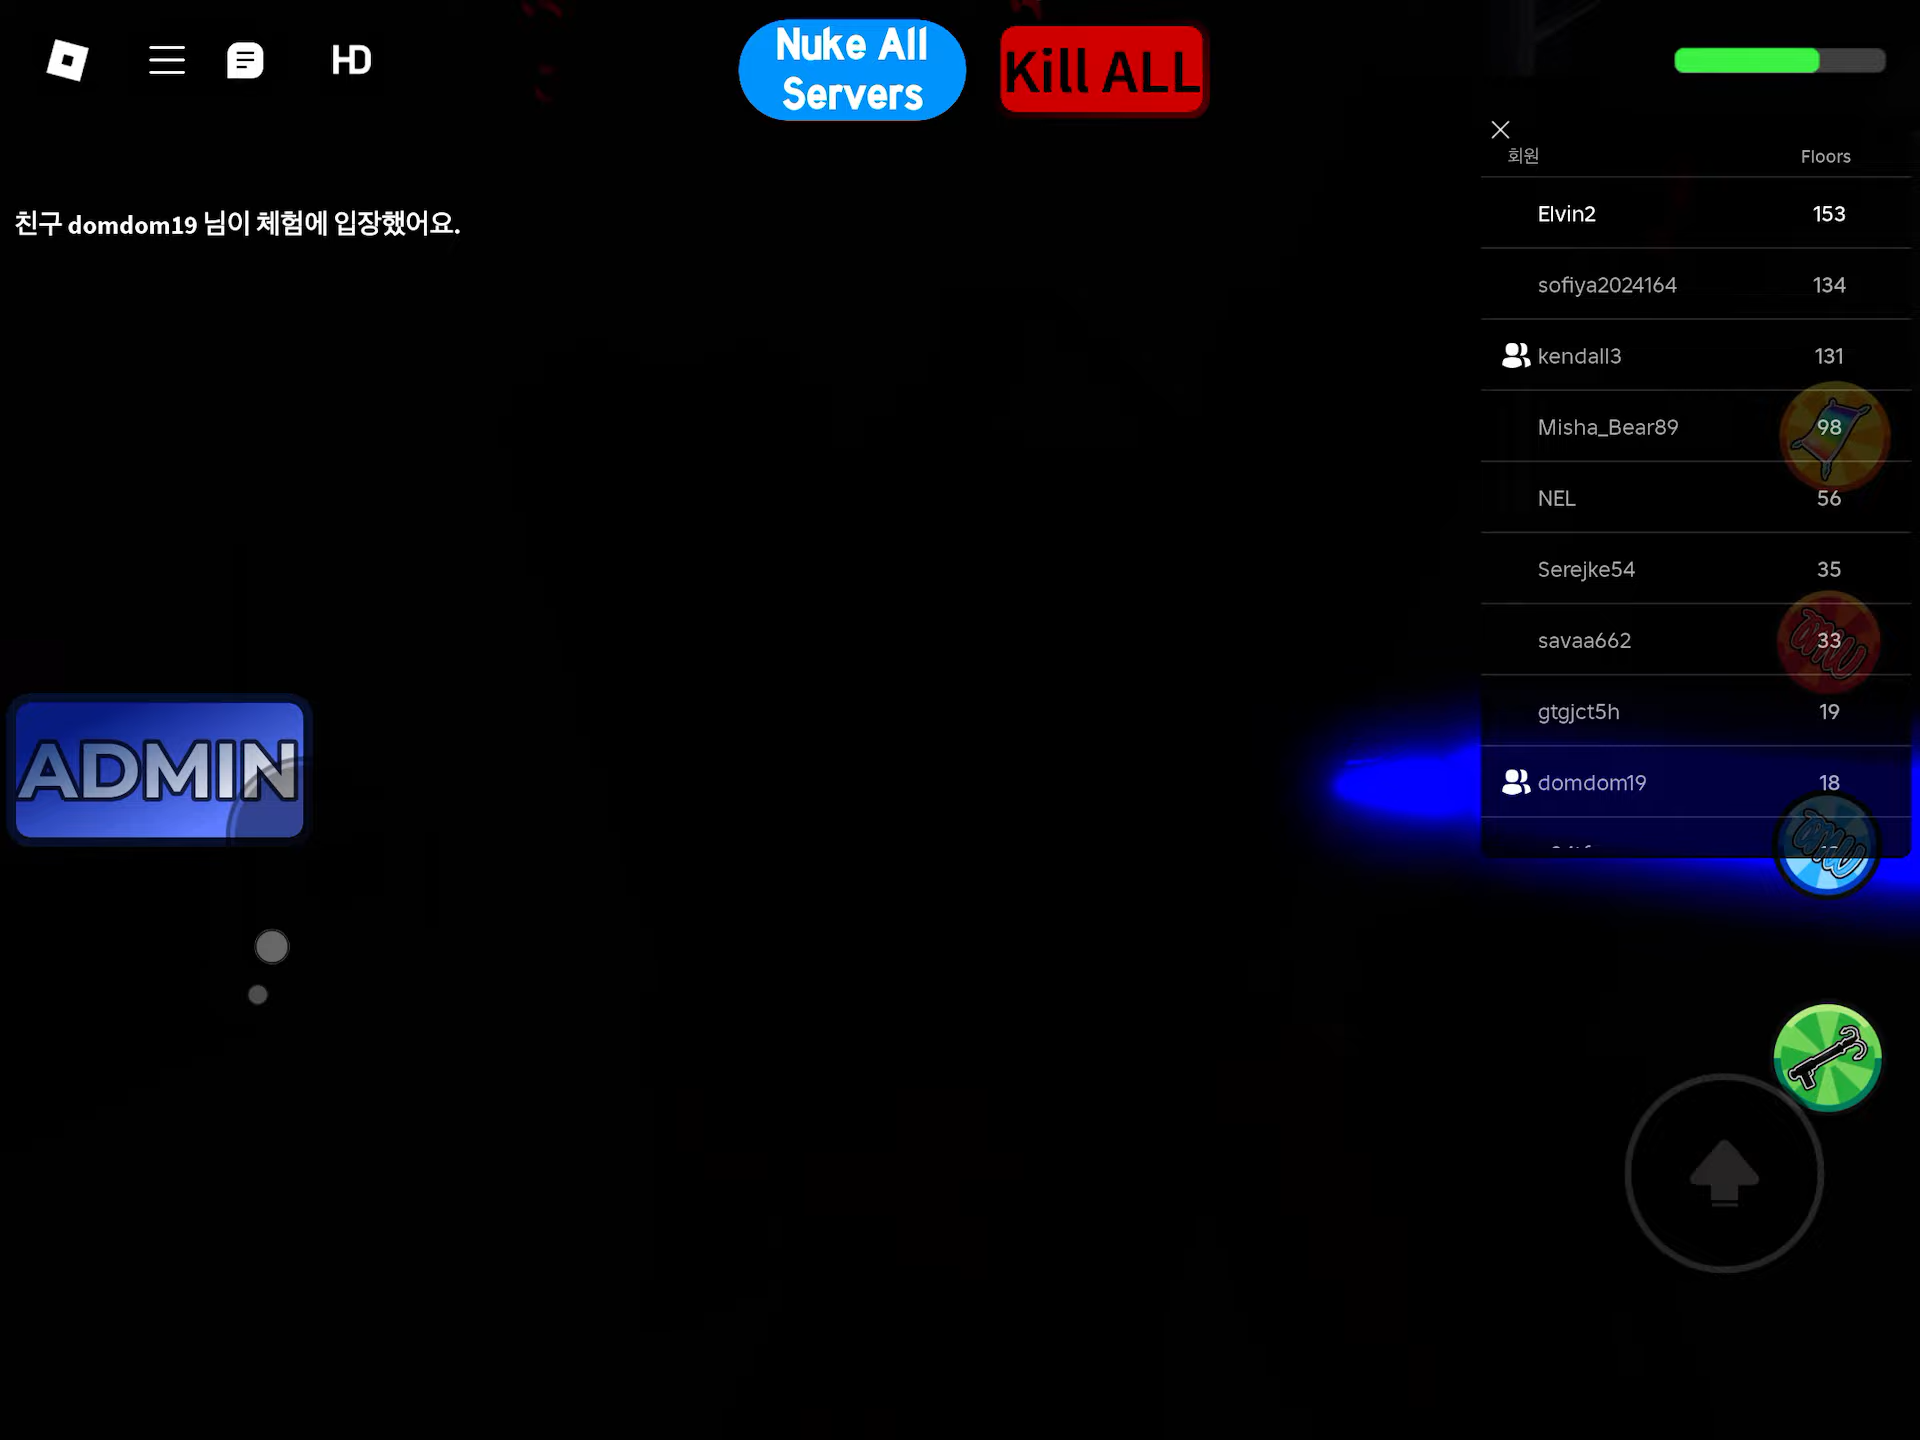 HD
Nuke All
Servers
Kill ALL
회원 Floors
친구 domdom19 님이 체험에 입장했어요.
Elvin2 153
sofiya2024164 134
kendall3 131
Misha_Bear89 98
NEL 56
Serejke54 35
savaa662 33
gtgjct5h 19
domdom19 18
ADMIN